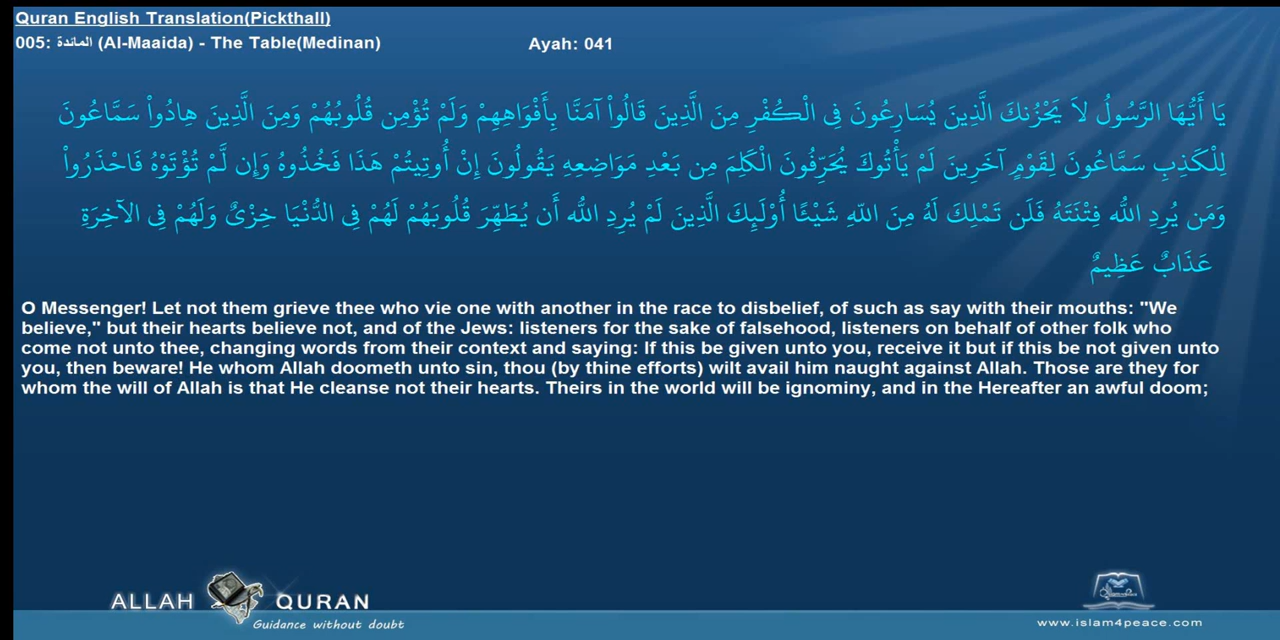 Quran English Translation(Pickthall)
005: المائدة (Al-Maaida) - The Table(Medinan)
Ayah: 041
يَا أَيُّهَا الرَّسُولُ لاَ يَحْزُنكَ الَّذِينَ يُسَارِعُونَ فِى الْكُفْرِ مِنَ الَّذِينَ قَالُواْ آمَنَّا بِأَفْوَاهِهِمْ وَلَمْ تُؤْمِن قُلُوبُهُمْ وَمِنَ الَّذِينَ هِادُواْ سَمَّاعُونَ
لِلْكَذِبِ سَمَّاعُونَ لِقَوْمٍ آخَرِينَ لَمْ يَأْتُوكَ يُحَرِّفُونَ الْكَلِمَ مِن بَعْدِ مَوَاضِعِهِ يَقُولُونَ إِنْ أُوتِيتُمْ هَذَا فَخُذُوهُ وَإِن لَّمْ تُؤْتَوْهُ فَاحْذَرُواْ
وَمَن يُرِدِ اللّه فِتْنَتَهُ فَلَن تَمْلِكَ لَهُ مِنَ اللّهِ شَيْئًا أُوْلَئِكَ الَّذِينَ لَمْ يُرِدِ اللّه أَن يُطَهِّرَ قُلُوبَهُمْ لَهُمْ فِى الدُّنْيَا خِزْىٌ وَلَهُمْ فِى الآخِرَةِ
عَذَابٌ عَظِيمٌ
O Messenger! Let not them grieve thee who vie one with another in the race to disbelief, of such as say with their mouths: "We
believe," but their hearts believe not, and of the Jews: listeners for the sake of falsehood, listeners on behalf of other folk who
come not unto thee, changing words from their context and saying: If this be given unto you, receive it but if this be not given unto
you, then beware! He whom Allah doometh unto sin, thou (by thine efforts) wilt avail him naught against Allah. Those are they for
whom the will of Allah is that He cleanse not their hearts. Theirs in the world will be ignominy, and in the Hereafter an awful doom;
ALLAH QURAN
Guidance without doubt
www.islam4peace.com